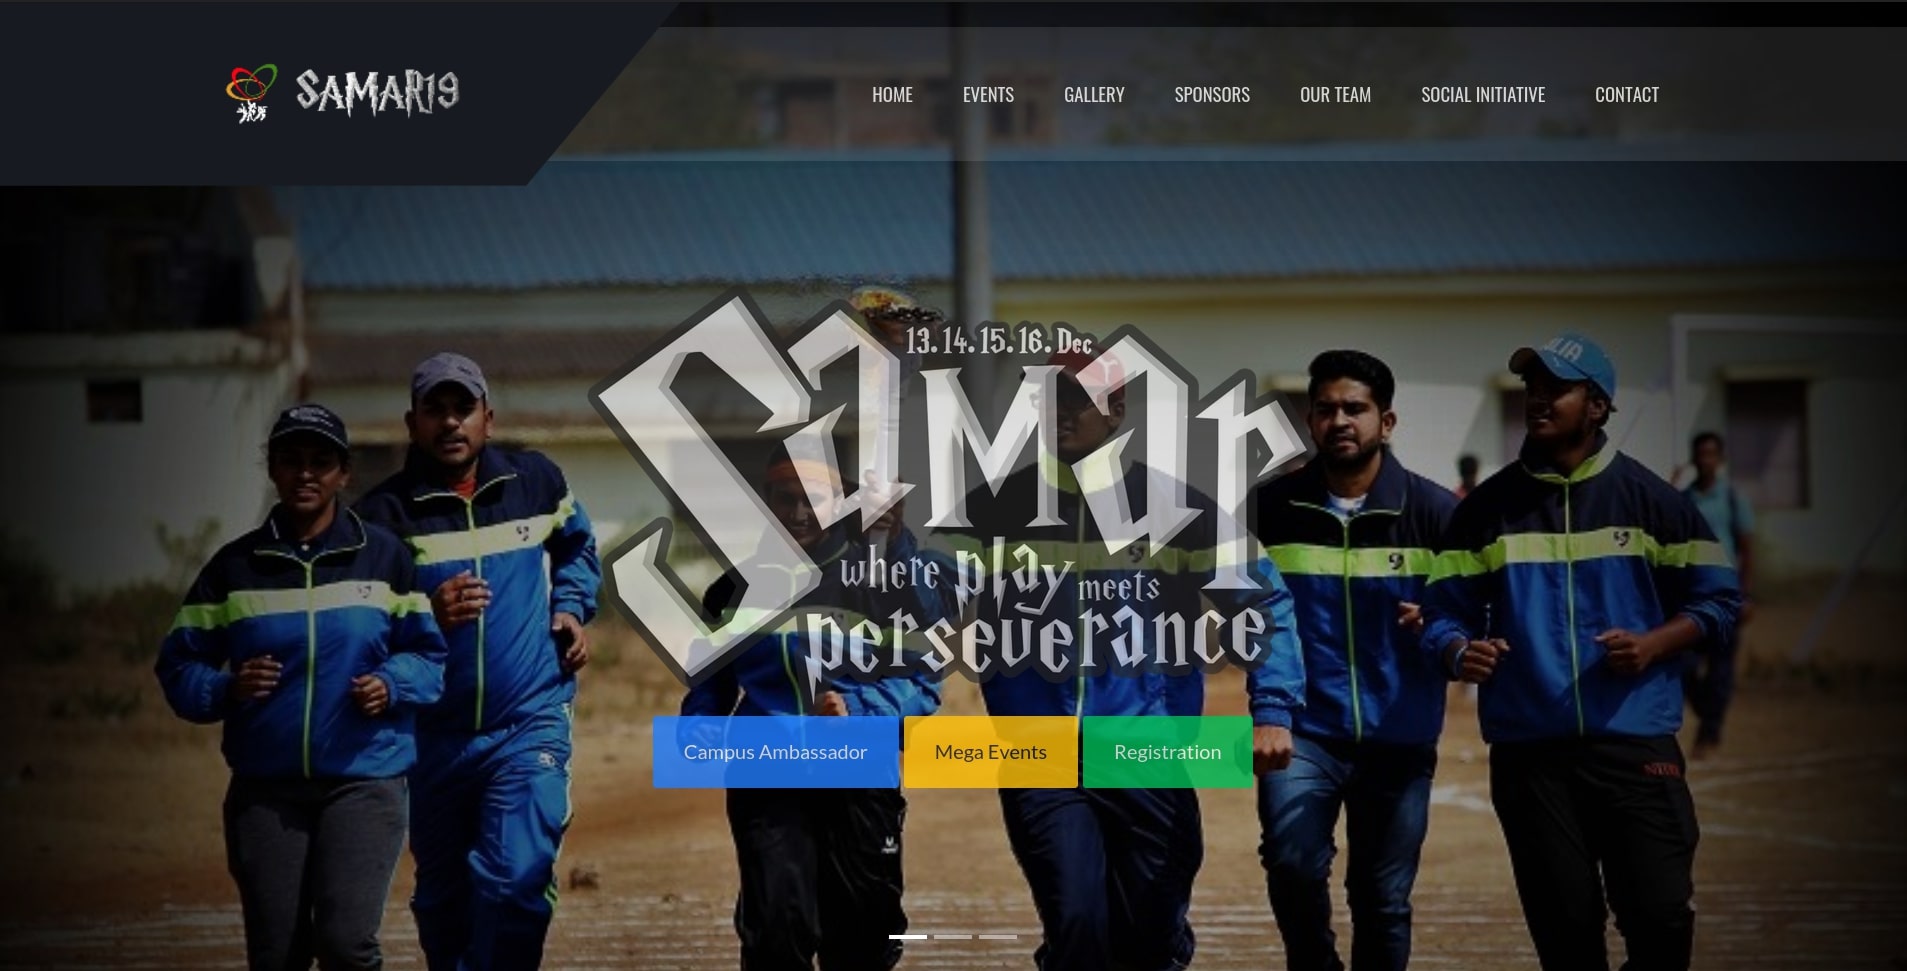 SAMAR19
HOME
EVENTS
GALLERY
SPONSORS
OUR TEAM
SOCIAL INITIATIVE
CONTACT
13.14.15.16.Dec
Samar
where play meets
perseverance
Campus Ambassador
Mega Events
Registration